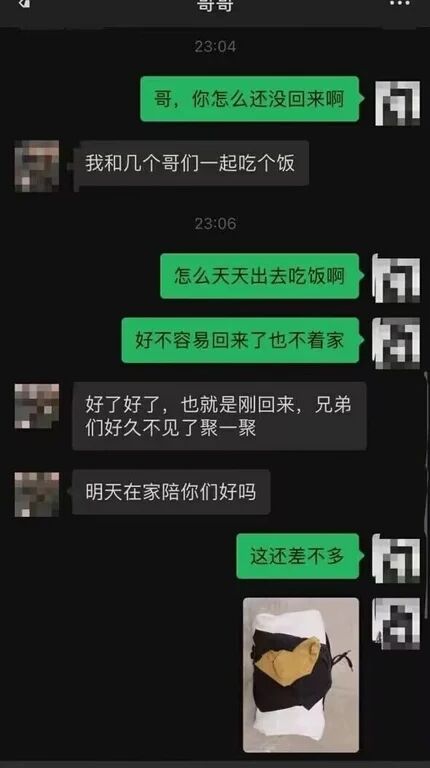 哥哥
23:04
哥，你怎么还没回来啊
我和几个哥们一起吃个饭
23:06
怎么天天出去吃饭啊
好不容易回来了也不着家
好了好了，也就是刚回来，兄弟
们好久不见了聚一聚
明天在家陪你们好吗
这还差不多